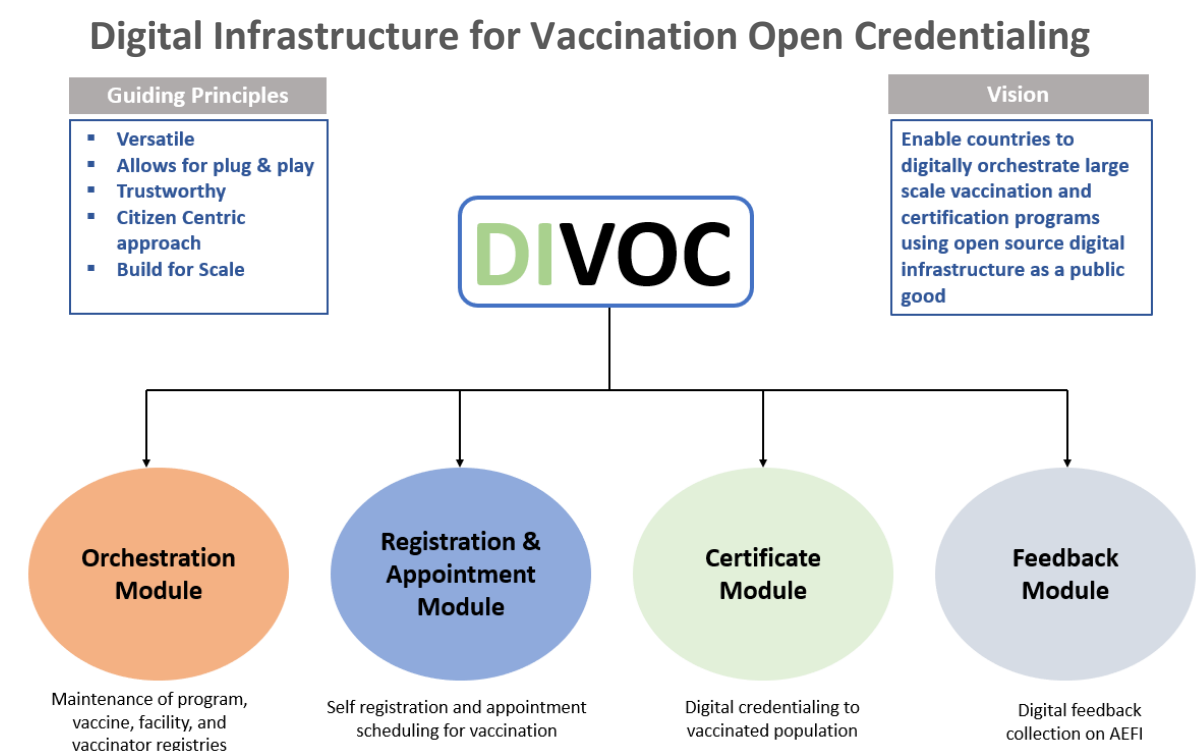 Digital Infrastructure for Vaccination Open Credentialing
Guiding Principles
▪ Versatile
▪ Allows for plug & play
▪ Trustworthy
▪ Citizen Centric
approach
▪ Build for Scale
Vision
Enable countries to
digitally orchestrate large
scale vaccination and
certification programs
using open source digital
infrastructure as a public
good
DIVOC
Orchestration
Module
Maintenance of program,
vaccine, facility, and
vaccinator registries
Registration &
Appointment
Module
Self registration and appointment
scheduling for vaccination
Certificate
Module
Digital credentialing to
vaccinated population
Feedback
Module
Digital feedback
collection on AEFI